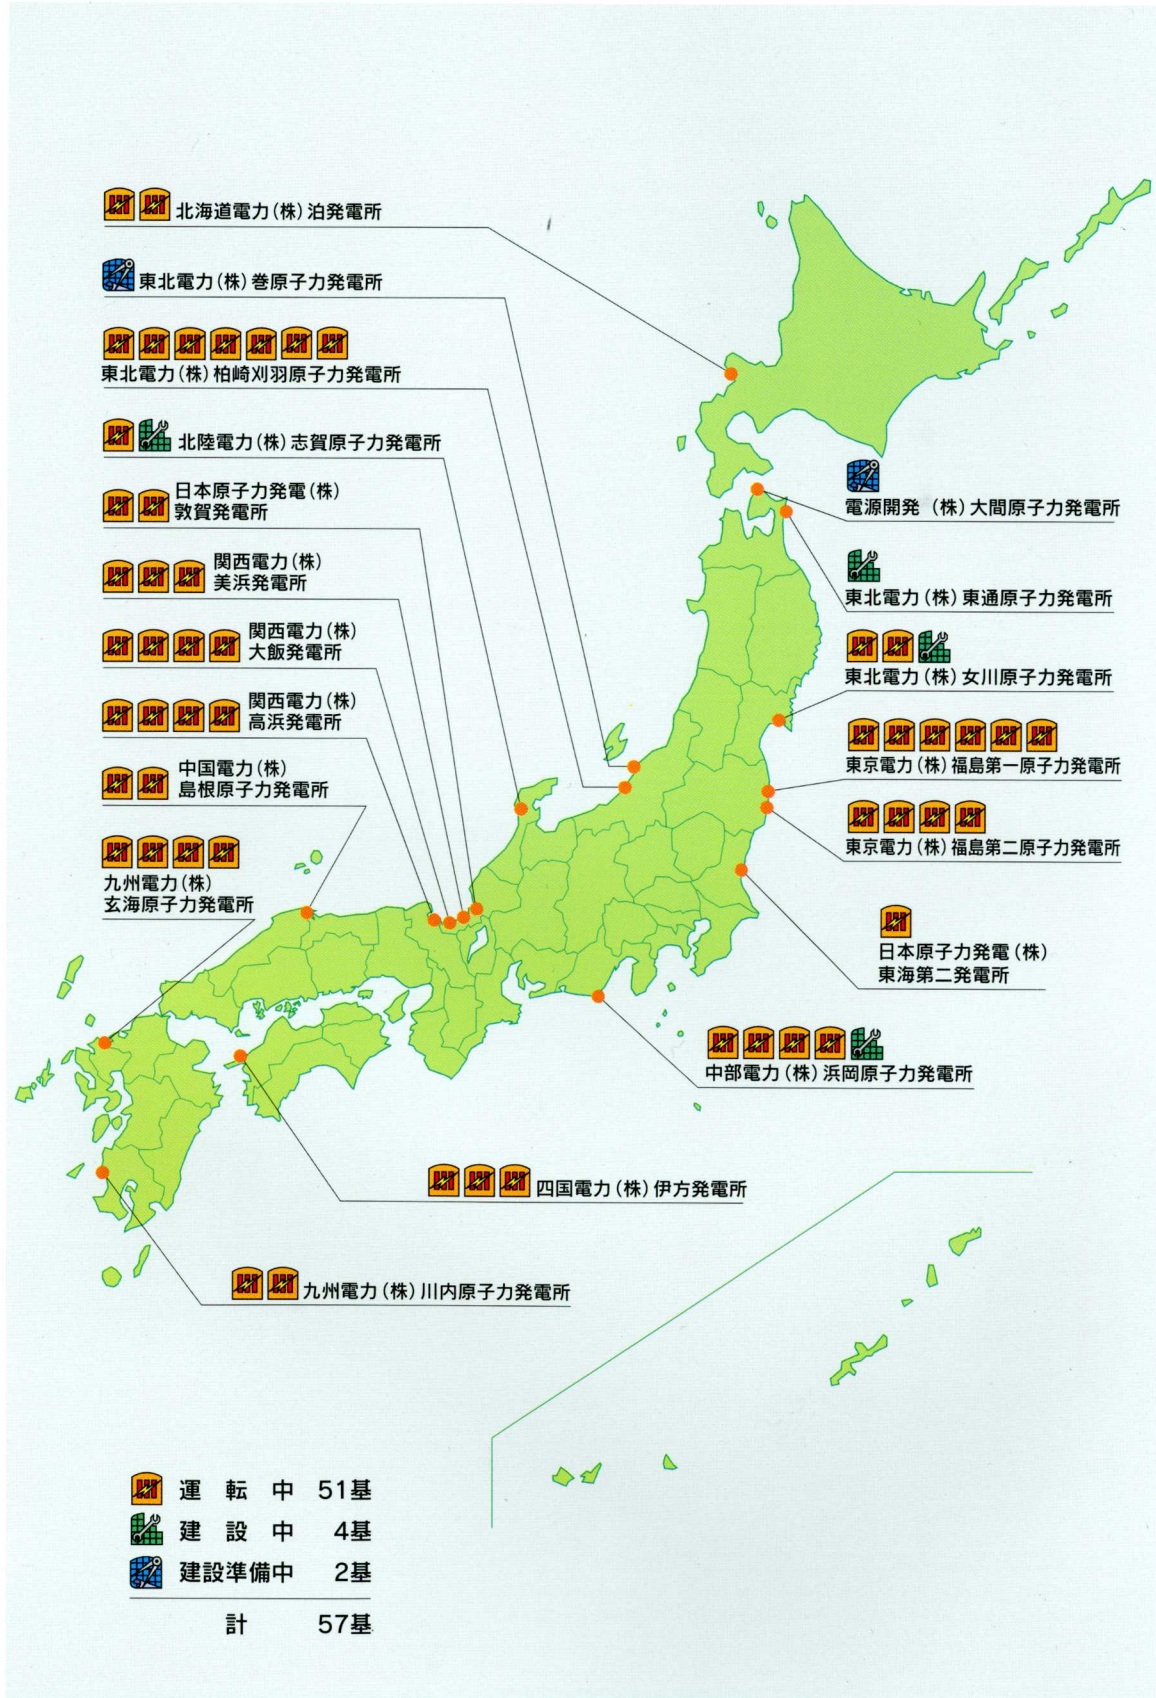 北海道電力(株)泊発電所
東北電力(株)巻原子力発電所
東北電力(株)柏崎刈羽原子力発電所
北陸電力(株)志賀原子力発電所
日本原子力発電(株)
敦賀発電所
関西電力(株)
美浜発電所
関西電力(株)
大飯発電所
関西電力(株)
高浜発電所
中国電力(株)
島根原子力発電所
九州電力(株)
玄海原子力発電所
電源開発 (株)大間原子力発電所
東北電力(株)東通原子力発電所
東北電力(株)女川原子力発電所
東京電力(株)福島第一原子力発電所
東京電力(株)福島第二原子力発電所
日本原子力発電(株)
東海第二発電所
中部電力(株)浜岡原子力発電所
四国電力(株)伊方発電所
九州電力(株)川内原子力発電所
運 転 中 51基
建 設 中 4基
建設準備中 2基
計 57基